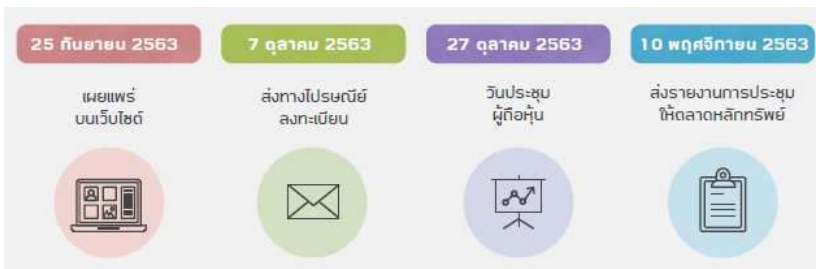 25 กันยายน 2563
เผยแพร่
บนเว็บไซต์
7 ตุลาคม 2563
ส่งทางไปรษณีย์
ลงทะเบียน
27 ตุลาคม 2563
วันประชุม
ผู้ถือหุ้น
10 พฤศจิกายน 2563
ส่งรายงานการประชุม
ให้ตลาดหลักทรัพย์